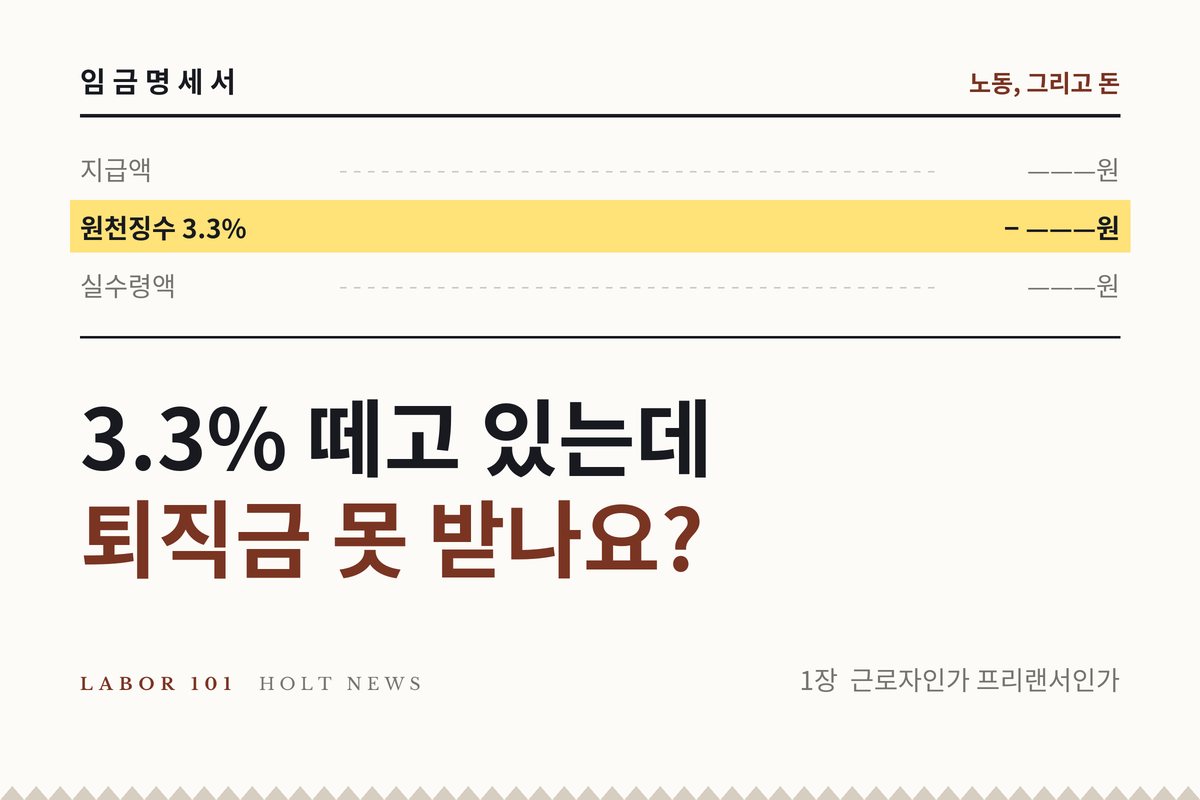 임금명세서 노동, 그리고 돈
지급액 ———원
원천징수 3.3% – ———원
실수령액 ———원
3.3% 떼고 있는데
퇴직금 못 받나요?
LABOR 101 HOLT NEWS 1장 근로자인가 프리랜서인가